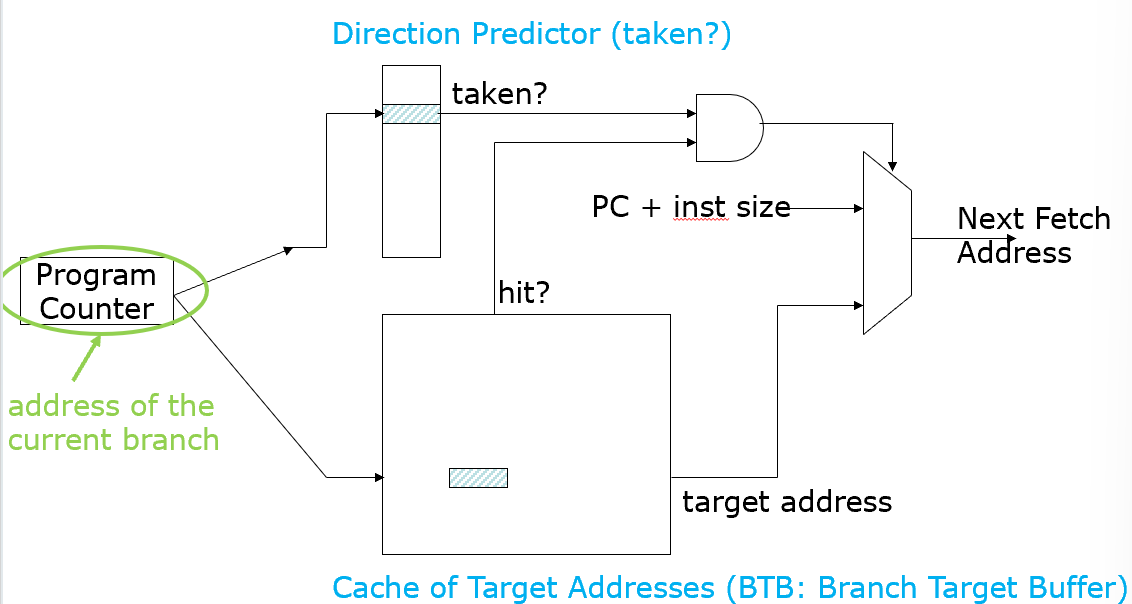 Direction Predictor (taken?)
taken?
PC + inst size
Next Fetch
Address
Program
Counter
hit?
address of the
current branch
target address
Cache of Target Addresses (BTB: Branch Target Buffer)